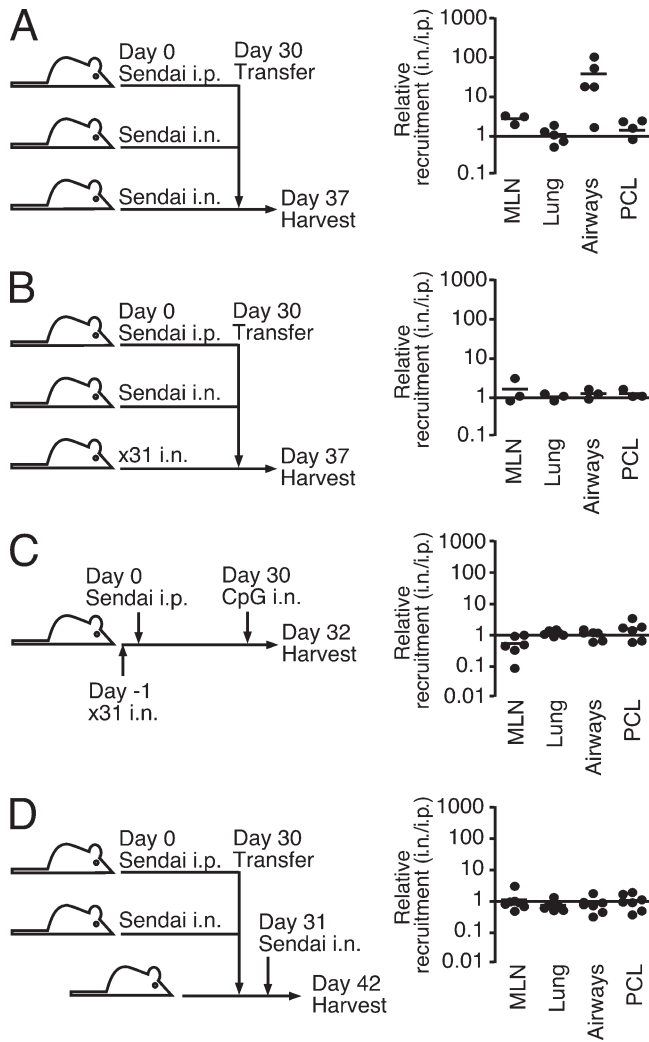 A
Day 0
Sendai i.p.
Day 30
Transfer
Sendai i.n.
Sendai i.n.
Day 37
Harvest
Relative
recruitment (i.n./i.p.)
1000
100
10
1
0.1
MLN
Lung
Airways
PCL
B
Day 0
Sendai i.p.
Day 30
Transfer
Sendai i.n.
x31 i.n.
Day 37
Harvest
Relative
recruitment (i.n./i.p.)
1000
100
10
1
0.1
MLN
Lung
Airways
PCL
C
Day 0
Sendai i.p.
Day 30
CpG i.n.
Day 32
Harvest
Day -1
x31 i.n.
Relative
recruitment (i.n./i.p.)
1000
100
10
1
0.1
0.01
MLN
Lung
Airways
PCL
D
Day 0
Sendai i.p.
Day 30
Transfer
Sendai i.n.
Day 31
Sendai i.n.
Day 42
Harvest
Relative
recruitment (i.n./i.p.)
1000
100
10
1
0.1
0.01
MLN
Lung
Airways
PCL